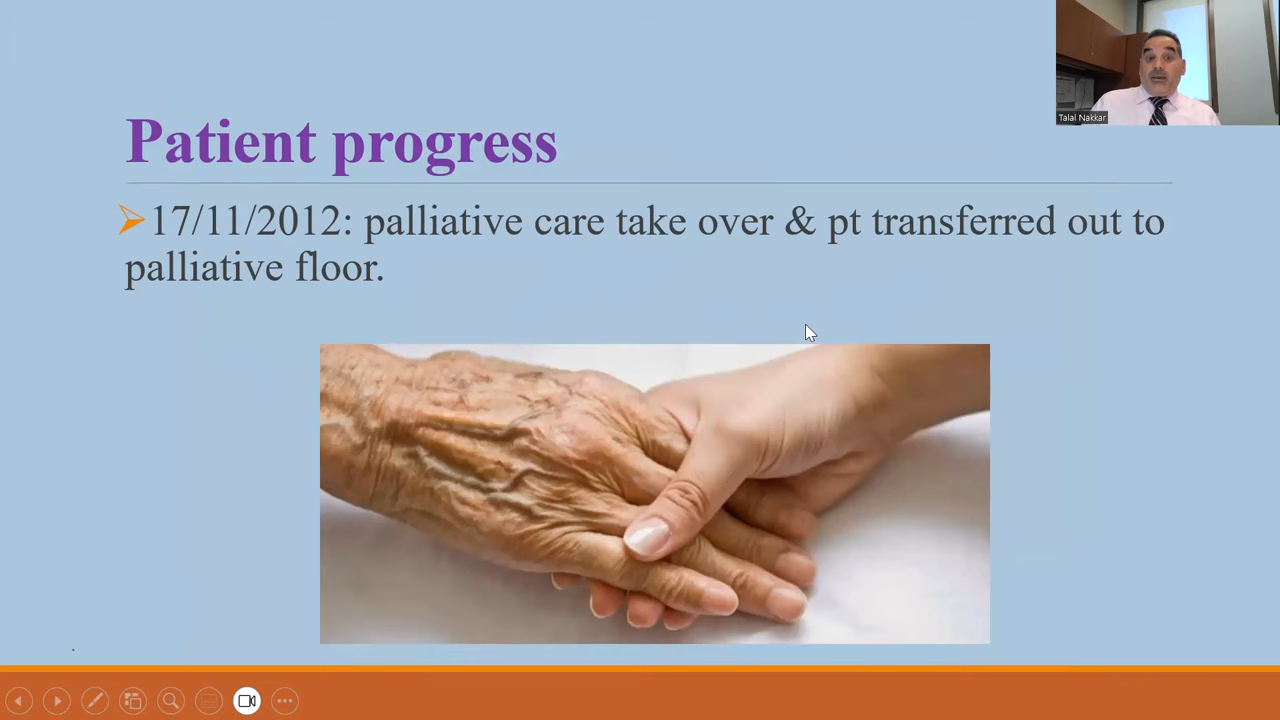 Talal Nakkar
Patient progress
17/11/2012: palliative care take over & pt transferred out to
palliative floor.